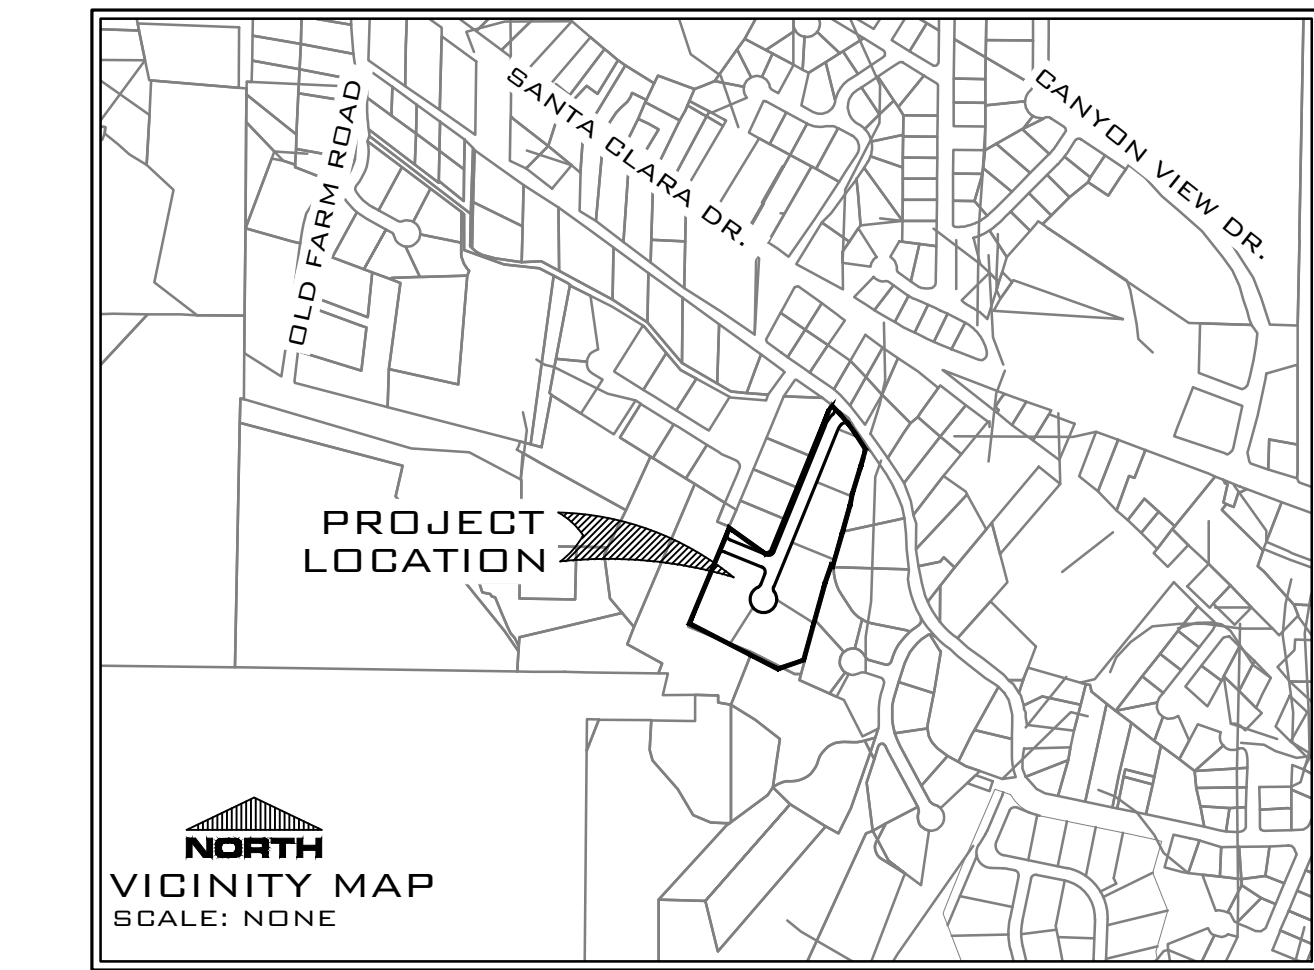 SANTA CLARA DR.
CANYON VIEW DR.
OLD FARM ROAD
PROJECT
LOCATION
NORTH
VICINITY MAP
SCALE: NONE